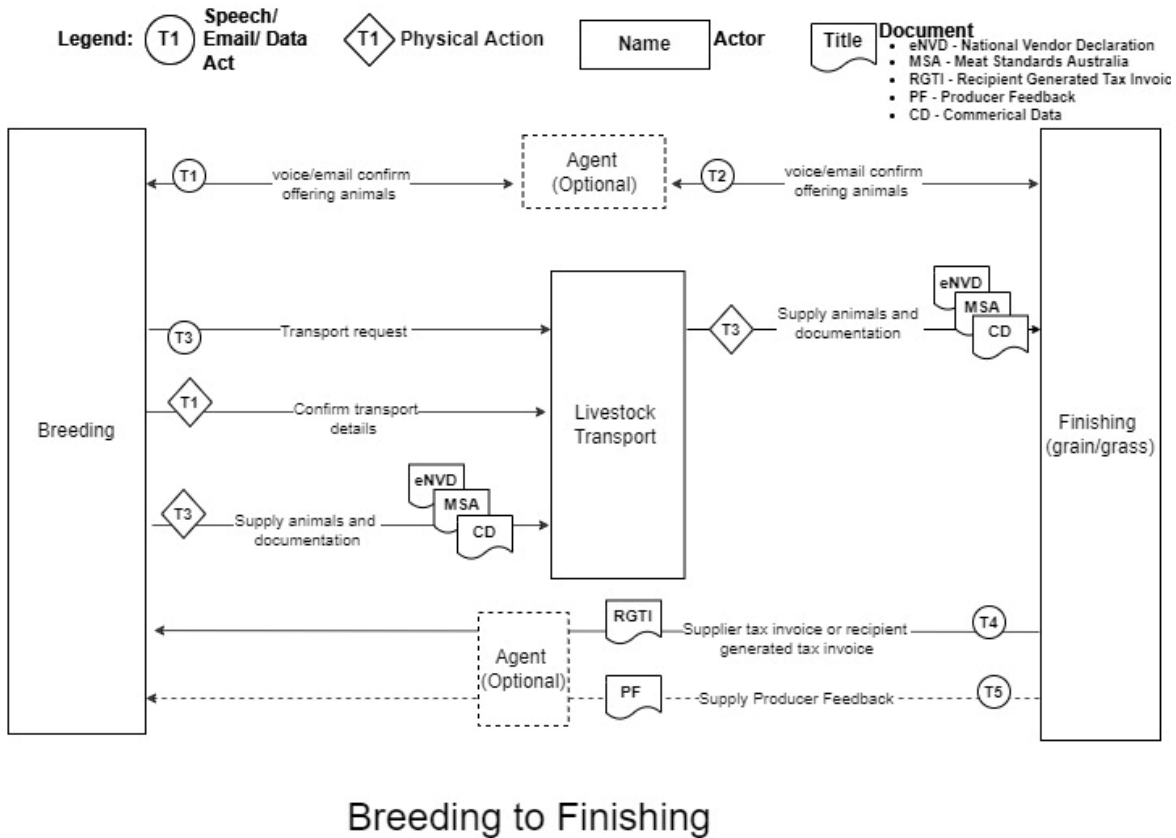 Legend:
T1
Speech/
Email/ Data
Act
T1
Physical Action
Name
Actor
Title
Document
• eNVD - National Vendor Declaration
• MSA - Meat Standards Australia
• RGTI - Recipient Generated Tax Invoic
• PF - Producer Feedback
• CD - Commerical Data
T1
voice/email confirm
offering animals
Agent
(Optional)
T2
voice/email confirm
offering animals
T3
Transport request
T3
Supply animals and
documentation
eNVD
MSA
CD
T1
Confirm transport
details
Breeding
Livestock
Transport
Finishing
(grain/grass)
T3
Supply animals and
documentation
eNVD
MSA
CD
Agent
(Optional)
RGTI
Supplier tax invoice or recipient
generated tax invoice
T4
PF
Supply Producer Feedback
T5
Breeding to Finishing